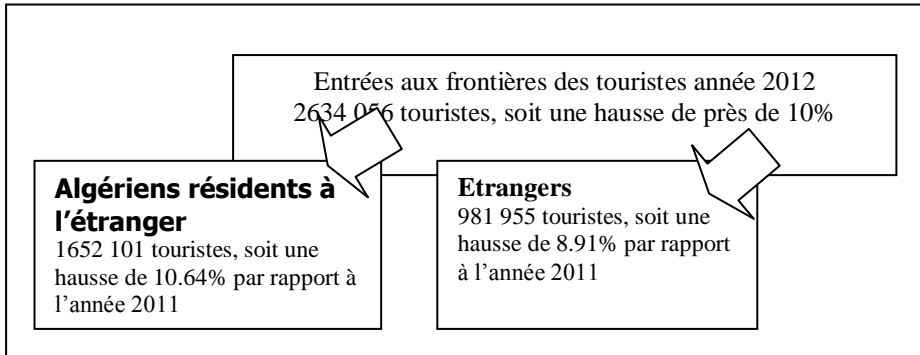 Entrées aux frontières des touristes année 2012
2634 056 touristes, soit une hausse de près de 10%
Algériens résidents à
l’étranger
1652 101 touristes, soit une
hausse de 10.64% par rapport à
l’année 2011
Etrangers
981 955 touristes, soit une
hausse de 8.91% par rapport
à l’année 2011